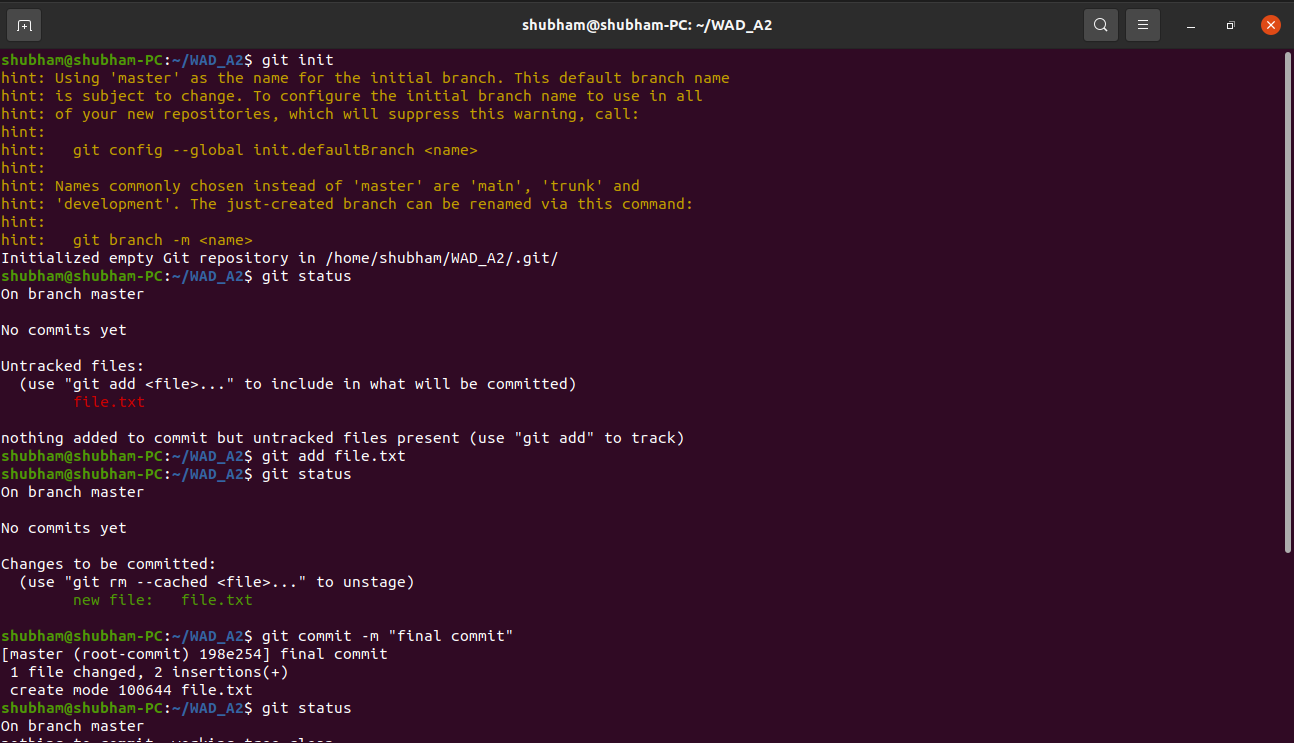 shubham@shubham-PC: ~/WAD_A2
shubham@shubham-PC:~/WAD_A2$ git init
hint: Using 'master' as the name for the initial branch. This default branch name
hint: is subject to change. To configure the initial branch name to use in all
hint: of your new repositories, which will suppress this warning, call:
hint:
hint:   git config --global init.defaultBranch <name>
hint:
hint: Names commonly chosen instead of 'master' are 'main', 'trunk' and
hint: 'development'. The just-created branch can be renamed via this command:
hint:
hint:   git branch -m <name>
Initialized empty Git repository in /home/shubham/WAD_A2/.git/
shubham@shubham-PC:~/WAD_A2$ git status
On branch master

No commits yet

Untracked files:
  (use "git add <file>..." to include in what will be committed)
        file.txt

nothing added to commit but untracked files present (use "git add" to track)
shubham@shubham-PC:~/WAD_A2$ git add file.txt
shubham@shubham-PC:~/WAD_A2$ git status
On branch master

No commits yet

Changes to be committed:
  (use "git rm --cached <file>..." to unstage)
        new file:   file.txt

shubham@shubham-PC:~/WAD_A2$ git commit -m "final commit"
[master (root-commit) 198e254] final commit
 1 file changed, 2 insertions(+)
 create mode 100644 file.txt
shubham@shubham-PC:~/WAD_A2$ git status
On branch master
nothing to commit, working tree clean